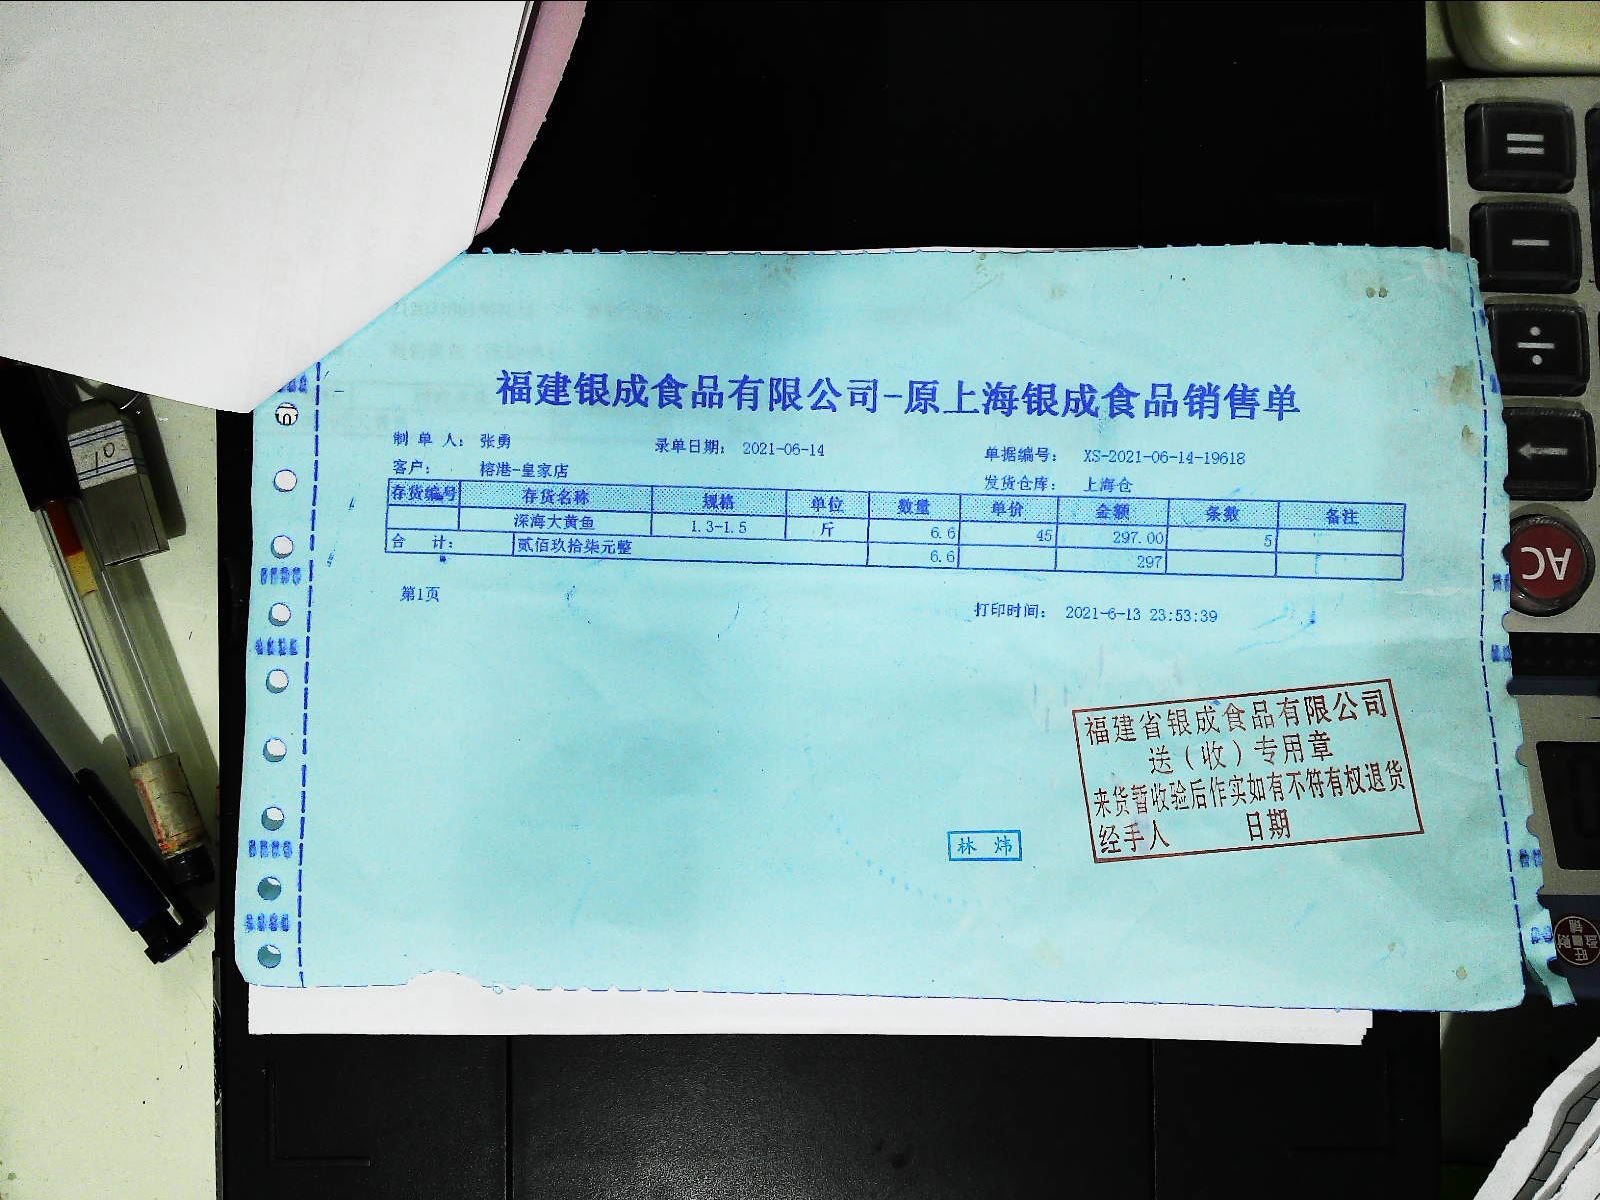 福建银成食品有限公司-原上海银成食品销售单
制 单 人： 张勇 录单日期： 2021-06-14 单据编号： XS-2021-06-14-19618
客户： 榕港-皇家店 发货仓库： 上海仓
存货编号 存货名称 规格 单位 数量 单价 金额 条数 备注
深海大黄鱼 1.3-1.5 斤 6.6 45 297.00 5
合 计： 贰佰玖拾柒元整 6.6 297
第1页 打印时间： 2021-6-13 23:53:39
福建省银成食品有限公司
送（收）专用章
来货暂收验后作实如有不符有权退货
经手人 日期
林 炜
=
−
÷
←
AC
10